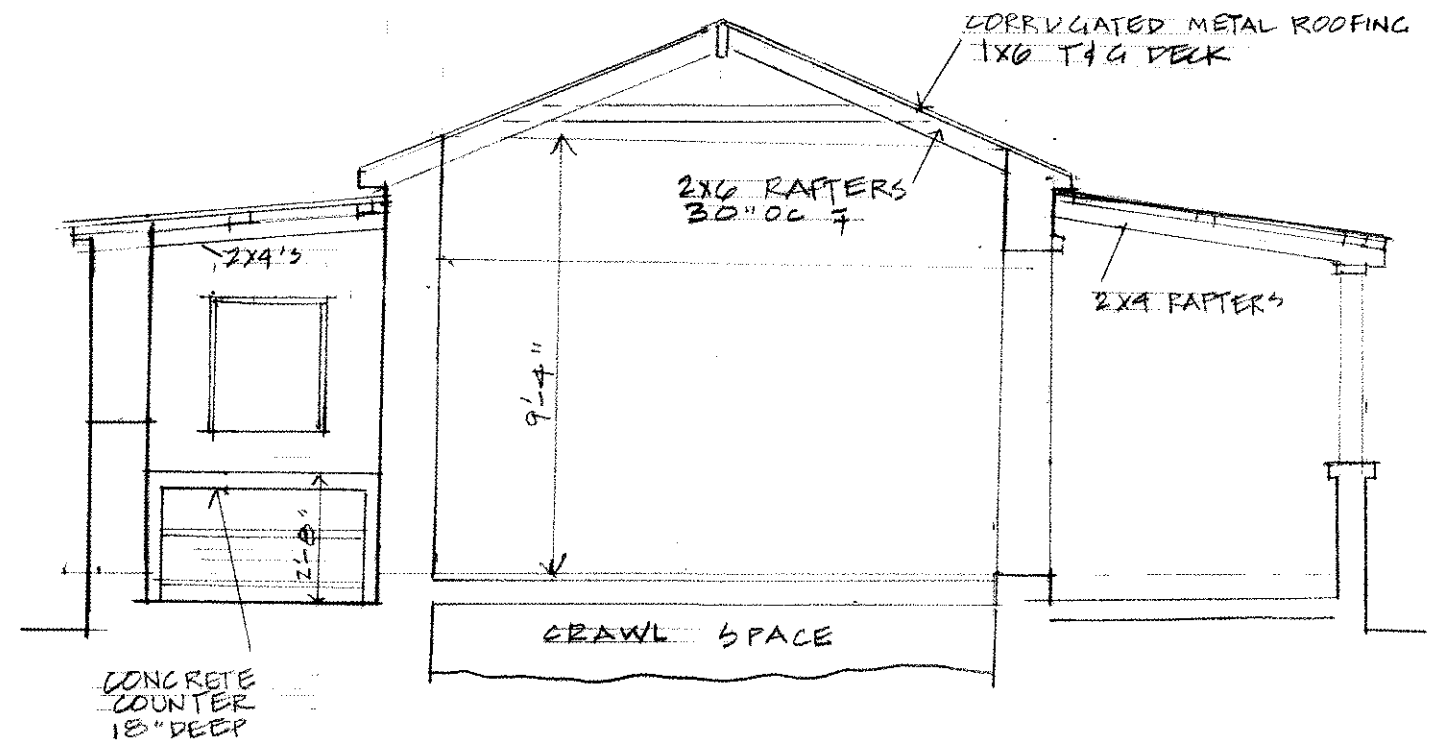 CORRUGATED METAL ROOFING
1X6 T&G DECK
2X6 RAFTERS
30" OC
2X4'S
2X4 RAFTERS
9'-4"
2'-8"
CRAWL SPACE
CONCRETE
COUNTER
18" DEEP